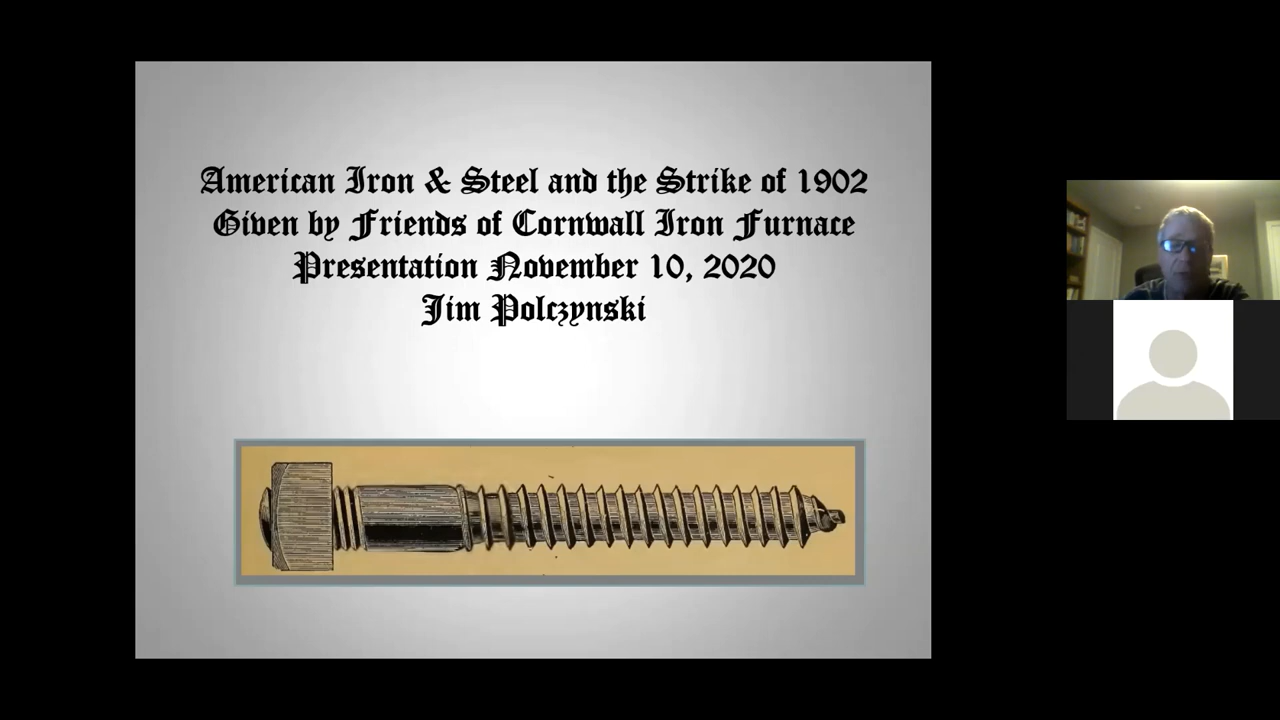 American Iron & Steel and the Strike of 1902
Given by Friends of Cornwall Iron Furnace
Presentation November 10, 2020
Jim Polczynski